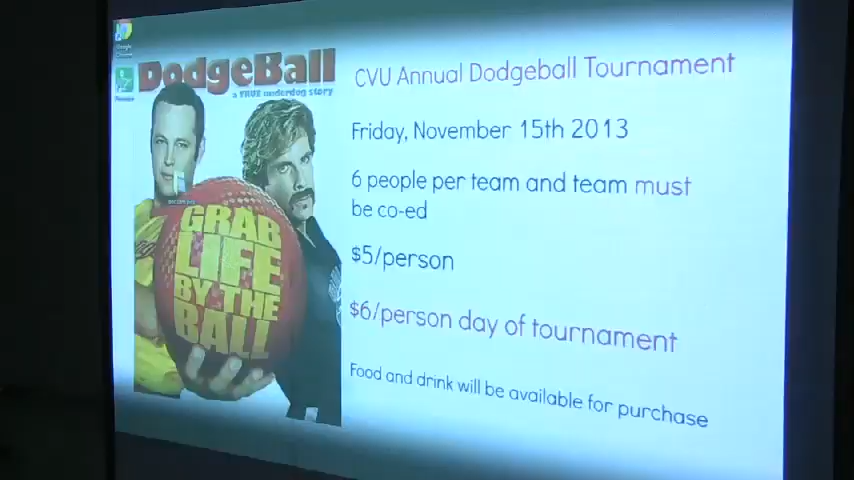 DodgeBall
a TRUE underdog story
GRAB
LIFE
BY THE
BALL
CVU Annual Dodgeball Tournament
Friday, November 15th 2013
6 people per team and team must
be co-ed
$5/person
$6/person day of tournament
Food and drink will be available for purchase
Google